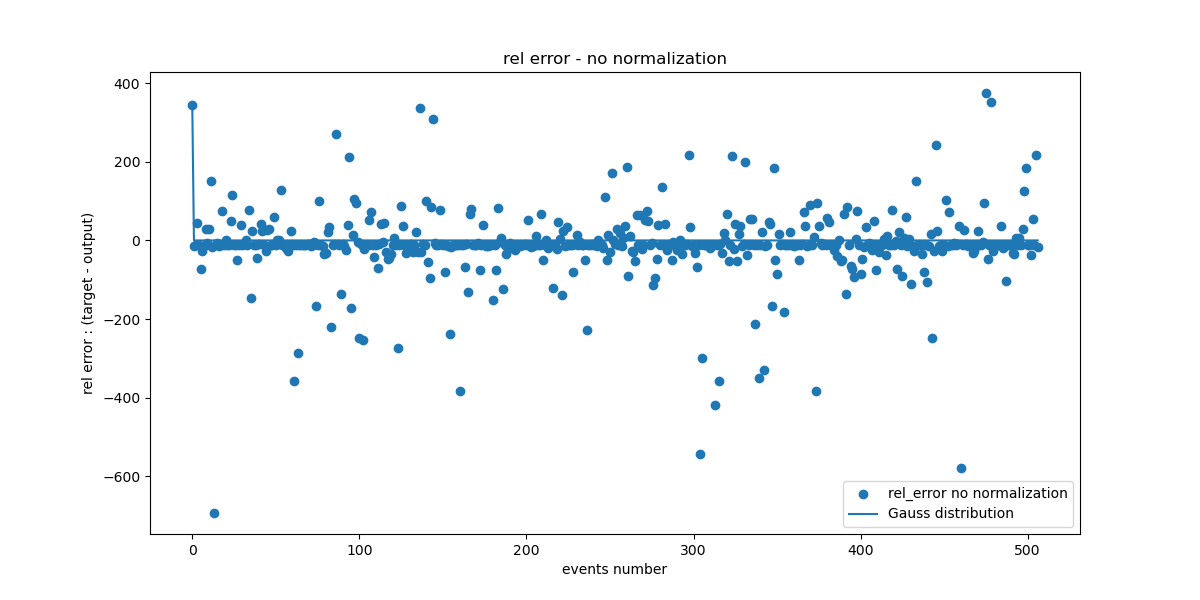 rel error - no normalization
400
200
0
−200
−400
−600
rel error : (target - output)
0
100
200
300
400
500
events number
rel_error no normalization
Gauss distribution